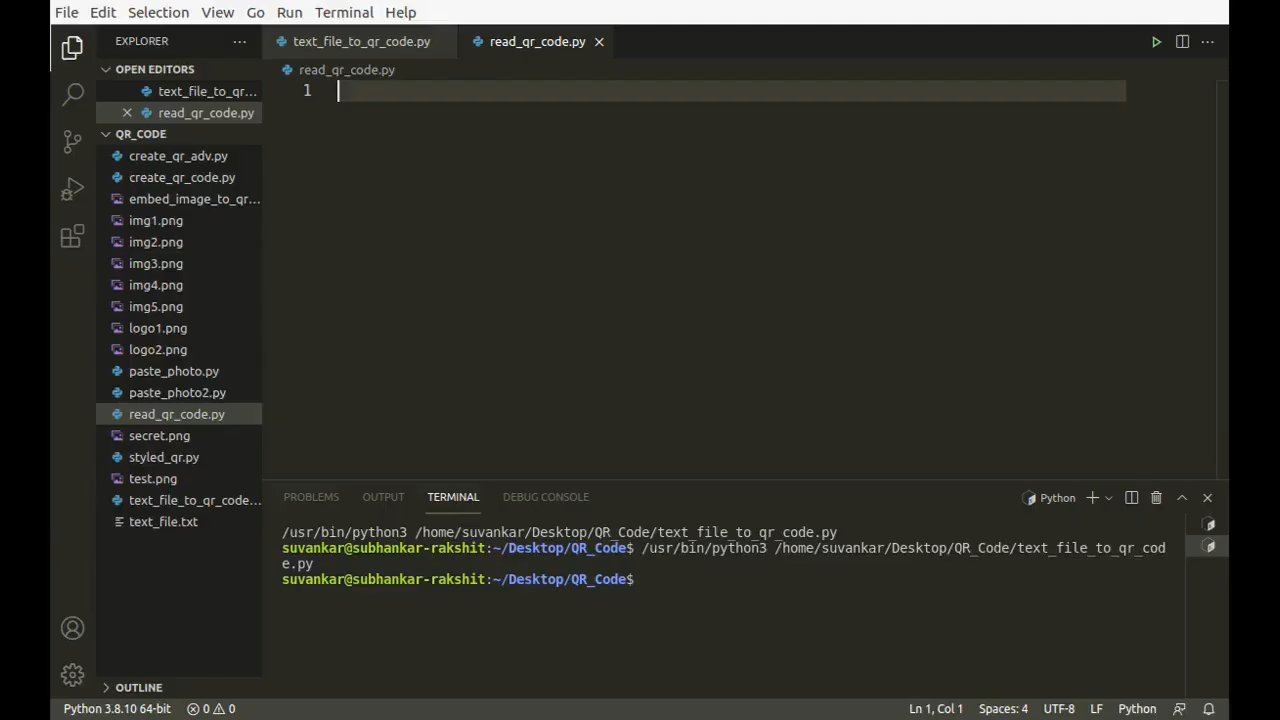 File Edit Selection View Go Run Terminal Help
EXPLORER
text_file_to_qr_code.py
read_qr_code.py
OPEN EDITORS
text_file_to_qr...
read_qr_code.py
QR_CODE
create_qr_adv.py
create_qr_code.py
embed_image_to_qr...
img1.png
img2.png
img3.png
img4.png
img5.png
logo1.png
logo2.png
paste_photo.py
paste_photo2.py
read_qr_code.py
secret.png
styled_qr.py
test.png
text_file_to_qr_code...
text_file.txt
OUTLINE
read_qr_code.py
1
PROBLEMS OUTPUT TERMINAL DEBUG CONSOLE
Python
/usr/bin/python3 /home/suvankar/Desktop/QR_Code/text_file_to_qr_code.py
suvankar@subhankar-rakshit:~/Desktop/QR_Code$ /usr/bin/python3 /home/suvankar/Desktop/QR_Code/text_file_to_qr_cod
e.py
suvankar@subhankar-rakshit:~/Desktop/QR_Code$
Python 3.8.10 64-bit 0 0 Ln 1, Col 1 Spaces: 4 UTF-8 LF Python